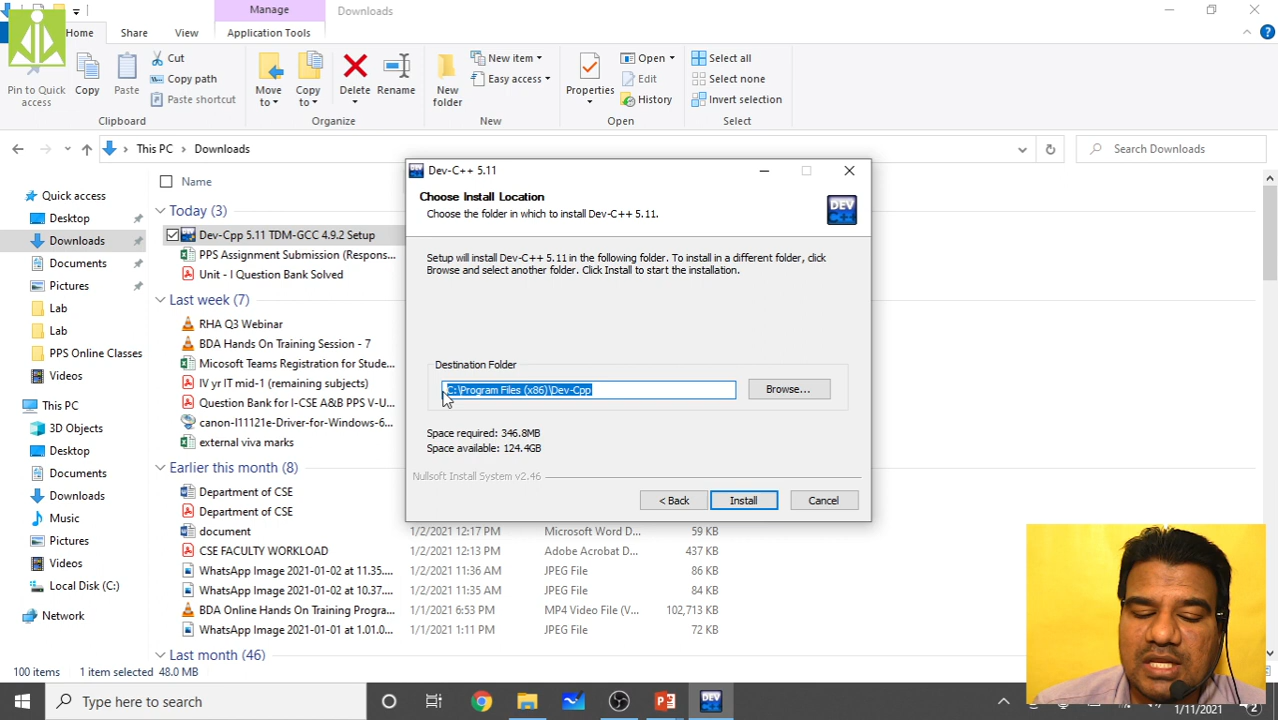 Manage
Downloads
Home
Share
View
Application Tools
Pin to Quick
access
Copy
Paste
Cut
Copy path
Paste shortcut
Clipboard
Move
to
Copy
to
Delete
Rename
Organize
New
folder
New item
Easy access
New
Properties
Open
Edit
History
Open
Select all
Select none
Invert selection
Select
This PC > Downloads
Search Downloads
Quick access
Desktop
Downloads
Documents
Pictures
Lab
Lab
PPS Online Classes
Videos
This PC
3D Objects
Desktop
Documents
Downloads
Music
Pictures
Videos
Local Disk (C:)
Network
Name
Today (3)
Dev-Cpp 5.11 TDM-GCC 4.9.2 Setup
PPS Assignment Submission (Respons...
Unit - I Question Bank Solved
Last week (7)
RHA Q3 Webinar
BDA Hands On Training Session - 7
Micosoft Teams Registration for Stude...
IV yr IT mid-1 (remaining subjects)
Question Bank for I-CSE A&B PPS V-U...
canon-I11121e-Driver-for-Windows-6...
external viva marks
Earlier this month (8)
Department of CSE
Department of CSE
document 1/2/2021 12:17 PM Microsoft Word D... 59 KB
CSE FACULTY WORKLOAD 1/2/2021 12:13 PM Adobe Acrobat D... 437 KB
WhatsApp Image 2021-01-02 at 11.35.... 1/2/2021 11:36 AM JPEG File 86 KB
WhatsApp Image 2021-01-02 at 10.37.... 1/2/2021 11:35 AM JPEG File 84 KB
BDA Online Hands On Training Progra... 1/1/2021 6:53 PM MP4 Video File (V... 102,713 KB
WhatsApp Image 2021-01-01 at 1.01.0... 1/1/2021 1:11 PM JPEG File 72 KB
Last month (46)
Dev-C++ 5.11
Choose Install Location
Choose the folder in which to install Dev-C++ 5.11.
DEV
C++
Setup will install Dev-C++ 5.11 in the following folder. To install in a different folder, click
Browse and select another folder. Click Install to start the installation.
Destination Folder
C:\Program Files (x86)\Dev-Cpp
Browse...
Space required: 346.8MB
Space available: 124.4GB
Nullsoft Install System v2.46
< Back
Install
Cancel
100 items 1 item selected 48.0 MB
Type here to search
DEV
1/11/2021
2